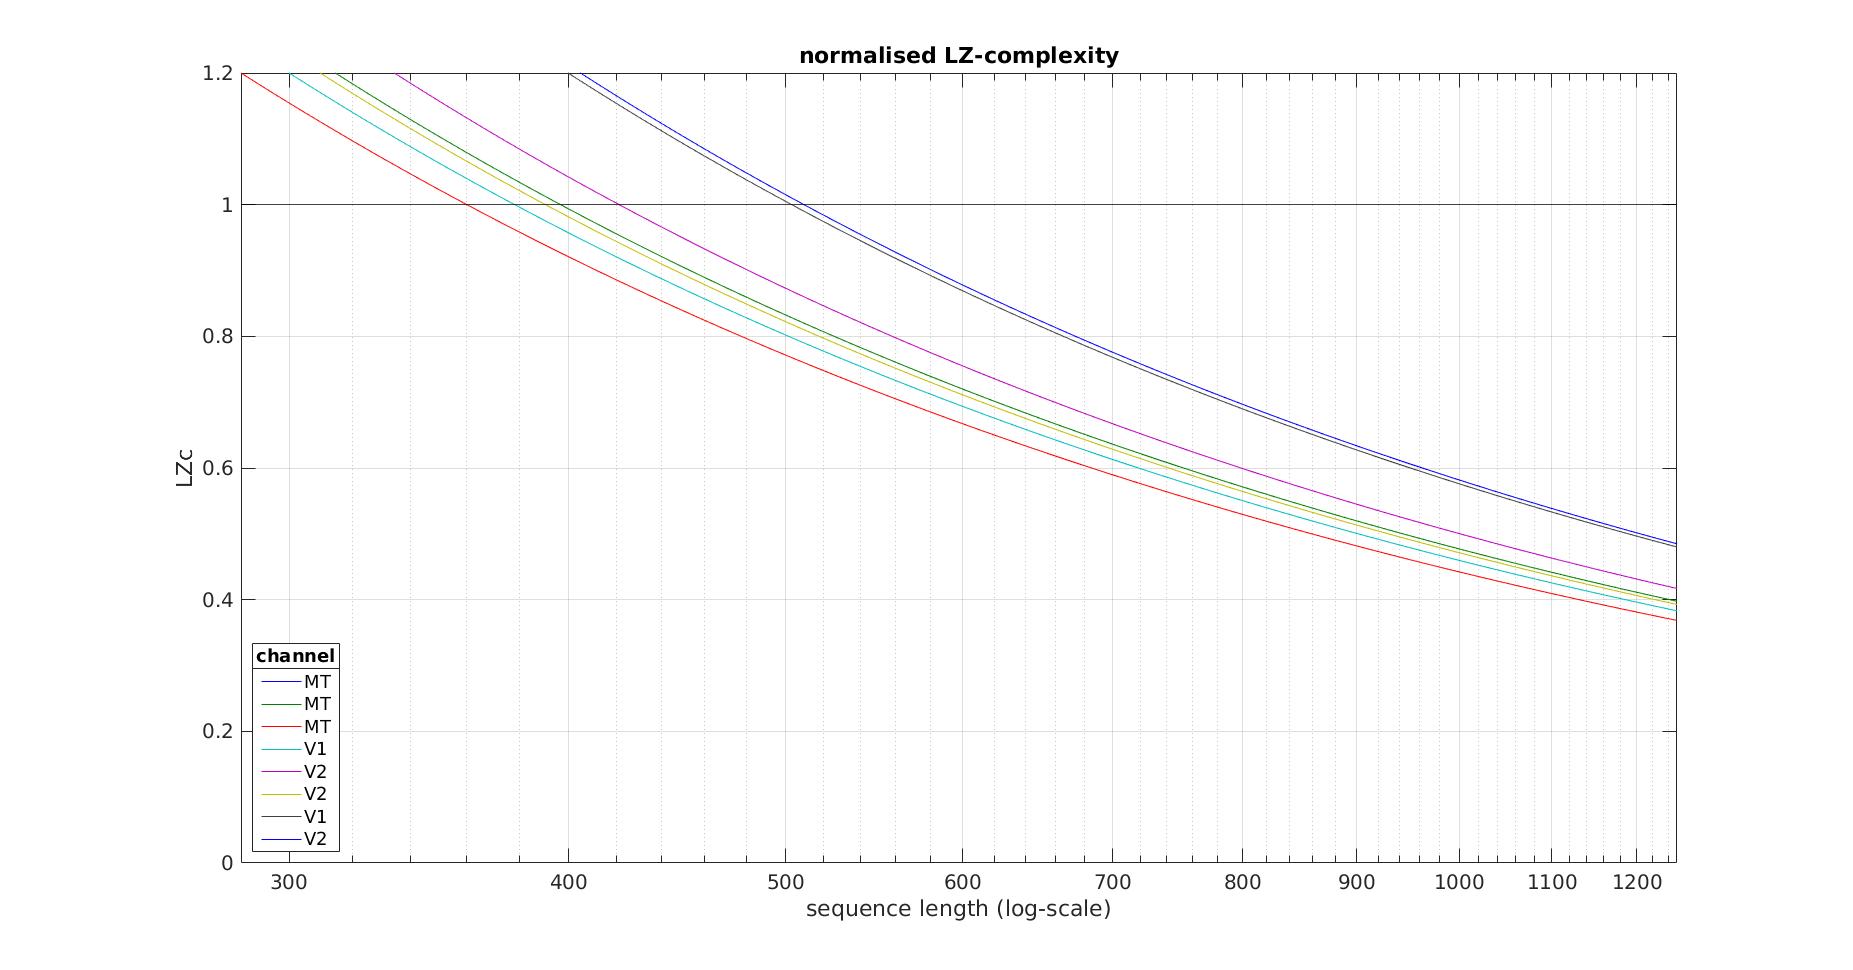 normalised LZ-complexity
1.2
1
0.8
0.6
0.4
0.2
0
LZc
channel
MT
MT
MT
V1
V2
V2
V1
V2
300 400 500 600 700 800 900 1000 1100 1200
sequence length (log-scale)